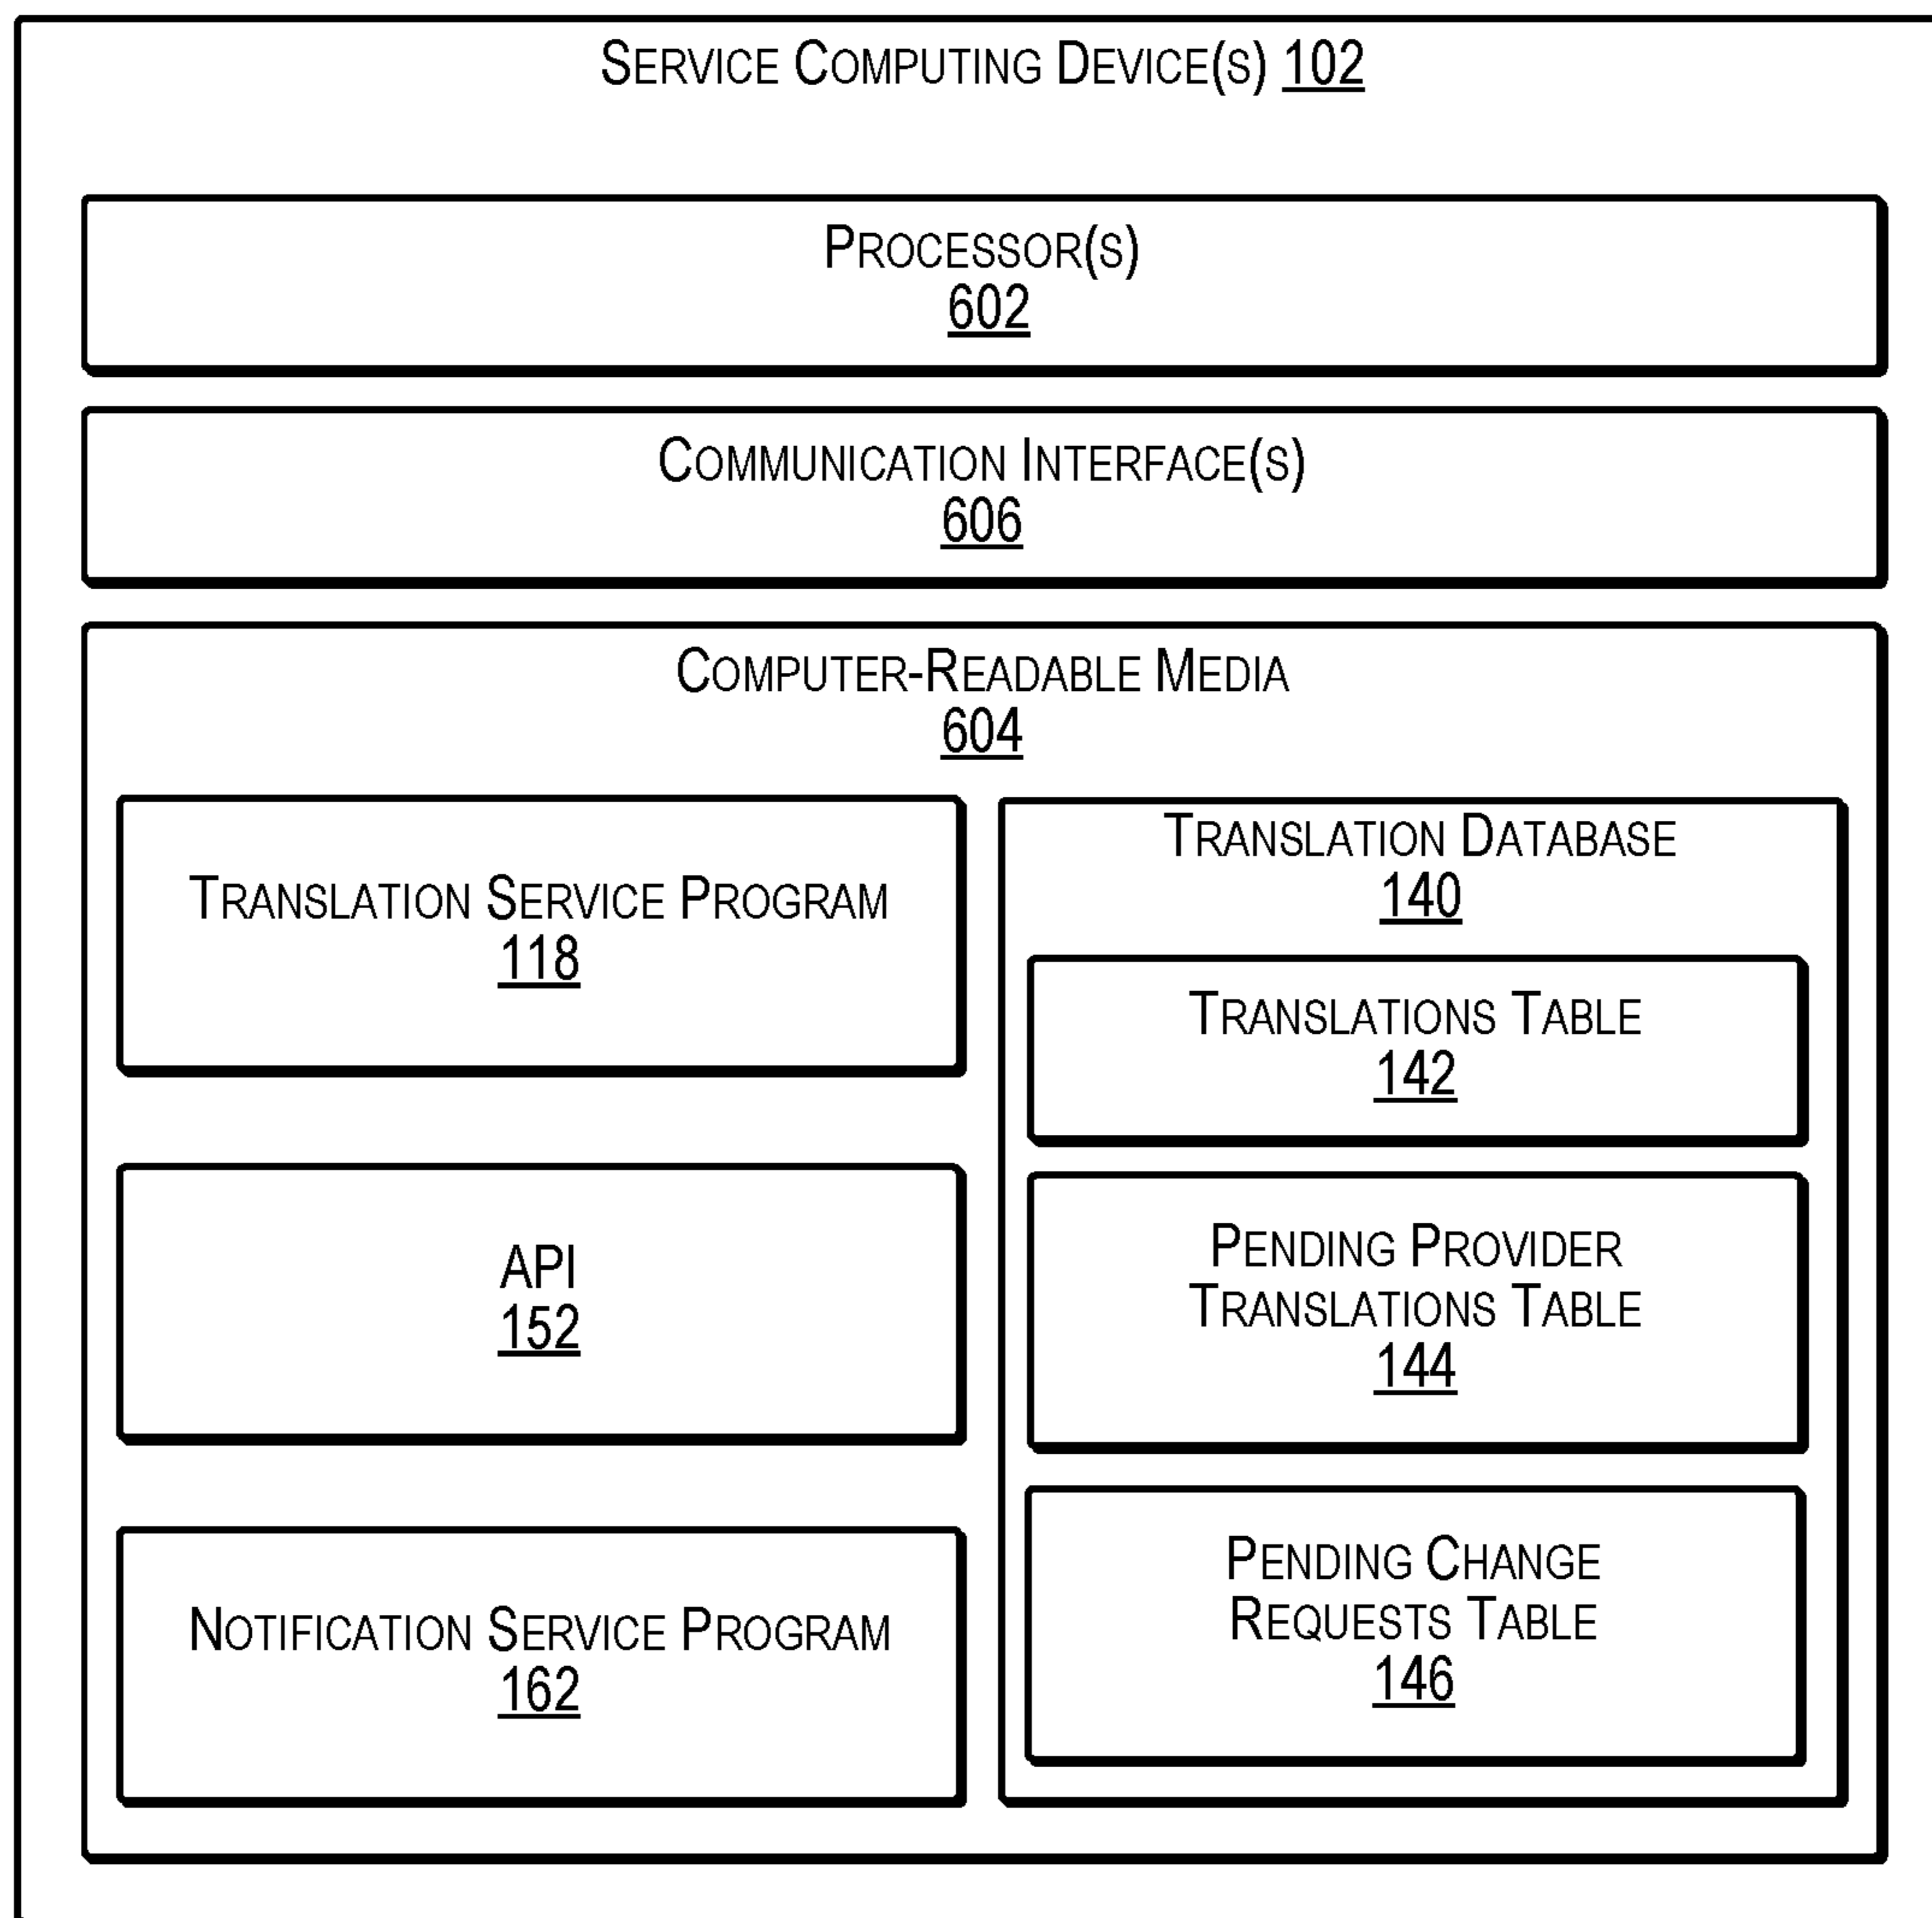 Service Computing Device(s) 102
Processor(s)
602
Communication Interface(s)
606
Computer-Readable Media
604
Translation Service Program
118
API
152
Notification Service Program
162
Translation Database
140
Translations Table
142
Pending Provider
Translations Table
144
Pending Change
Requests Table
146